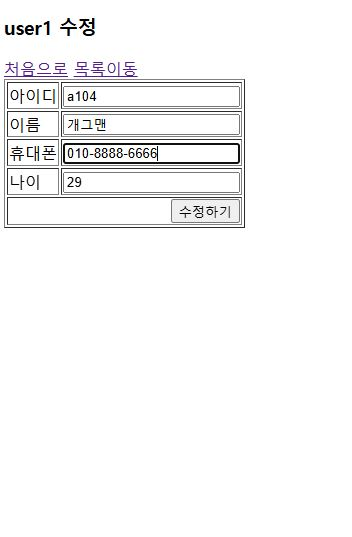 user1 수정
처음으로 목록이동
아이디 a104
이름 개그맨
휴대폰 010-8888-6666
나이 29
수정하기